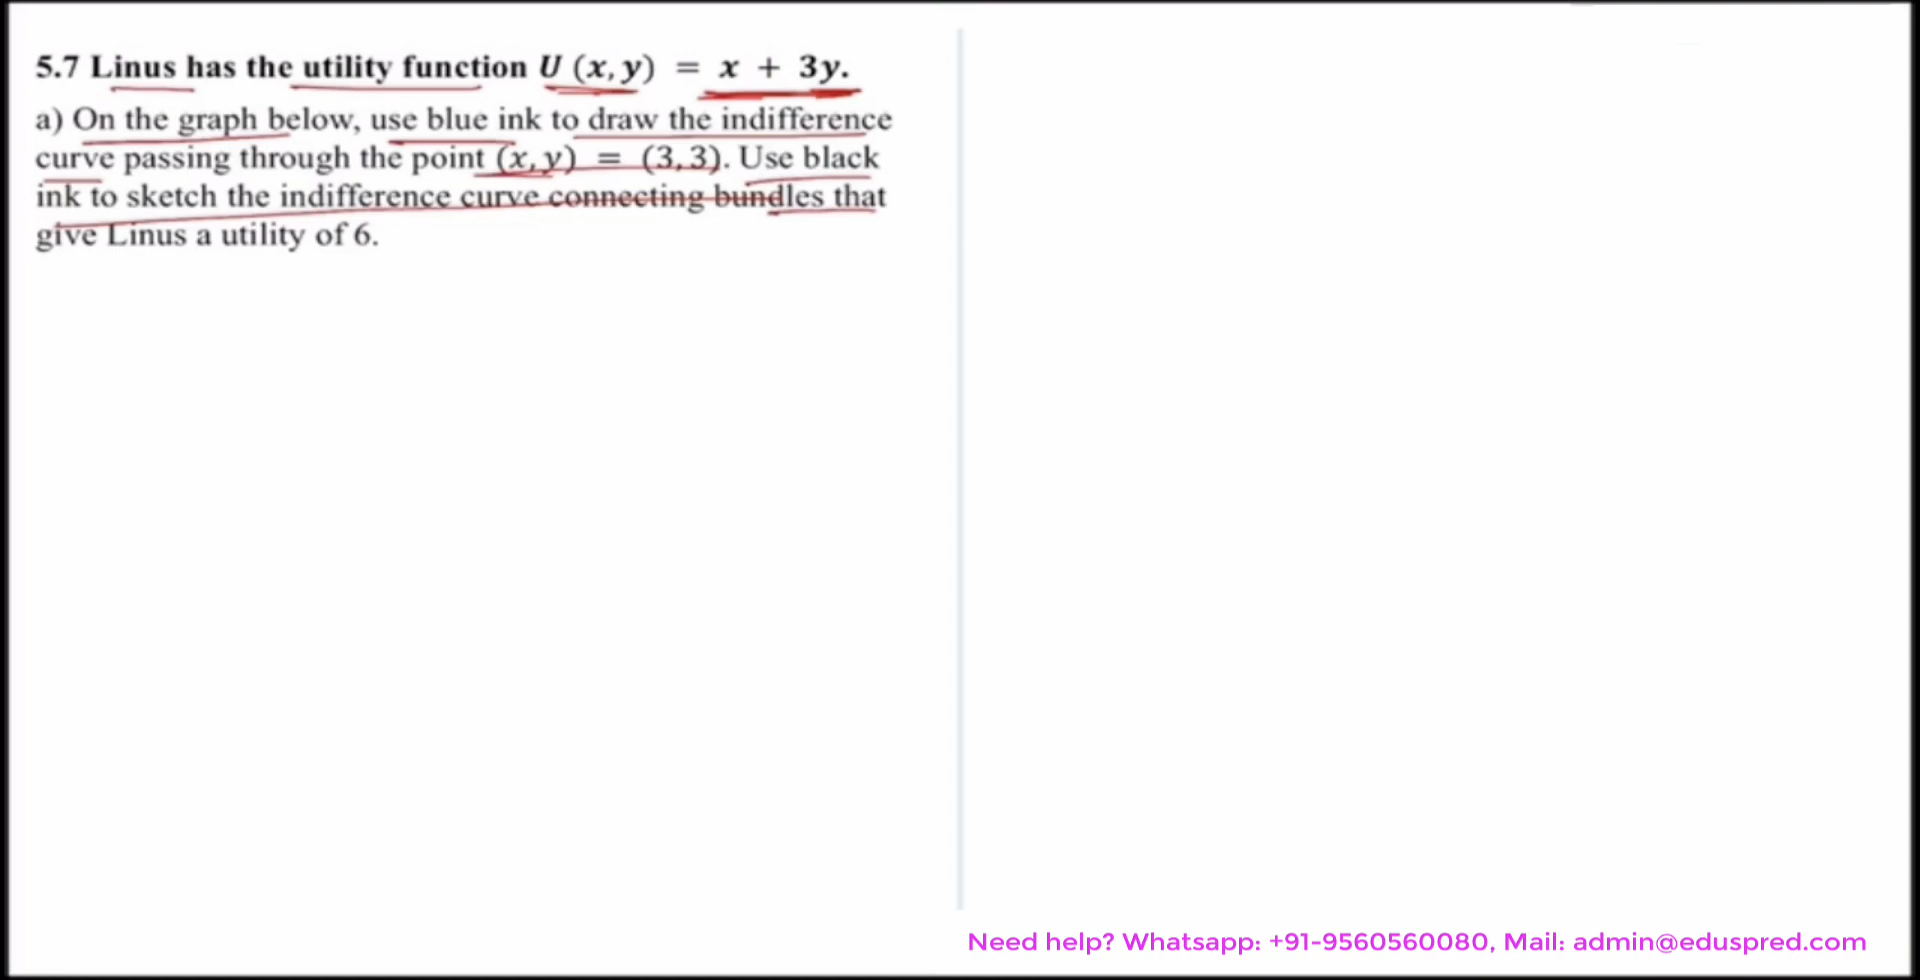 5.7 Linus has the utility function U (x, y) = x + 3y.
a) On the graph below, use blue ink to draw the indifference
curve passing through the point (x, y) = (3, 3). Use black
ink to sketch the indifference curve connecting bundles that
give Linus a utility of 6.
Need help? Whatsapp: +91-9560560080, Mail: admin@eduspred.com